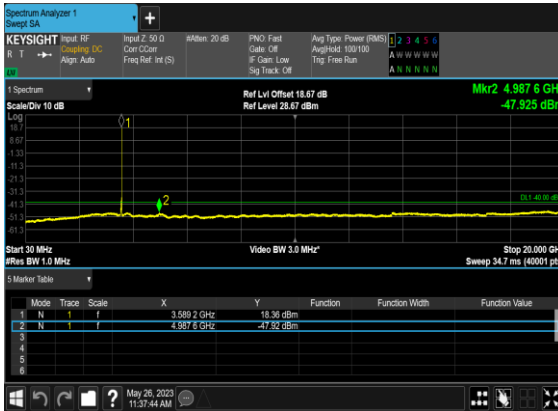 Spectrum Analyzer 1
Swept SA
+
KEYSIGHT Input: RF Input Z: 50 Ω #Atten: 20 dB PNO: Fast Avg Type: Power (RMS) 1 2 3 4 5 6
R T Coupling: DC Corr CCorr Gate: Off Avg|Hold: 100/100 A W W W W W
Align: Auto Freq Ref: Int (S) IF Gain: Low Trig: Free Run
Sig Track: Off A N N N N N
1 Spectrum
Ref Lvl Offset 18.67 dB Mkr2 4.987 6 GHz
Scale/Div 10 dB Ref Level 28.67 dBm -47.925 dBm
Log
18.7
8.67
-1.33
-11.3
-21.3
-31.3
-41.3
-51.3
-61.3
1
2
DL1 -40.00 dB
Start 30 MHz Video BW 3.0 MHz* Stop 20.000 GH
#Res BW 1.0 MHz Sweep 34.7 ms (40001 pt
5 Marker Table
Mode Trace Scale X Y Function Function Width Function Value
1 N 1 f 3.589 2 GHz 18.36 dBm
2 N 1 f 4.987 6 GHz -47.92 dBm
3
4
5
6
? May 26, 2023
11:37:44 AM